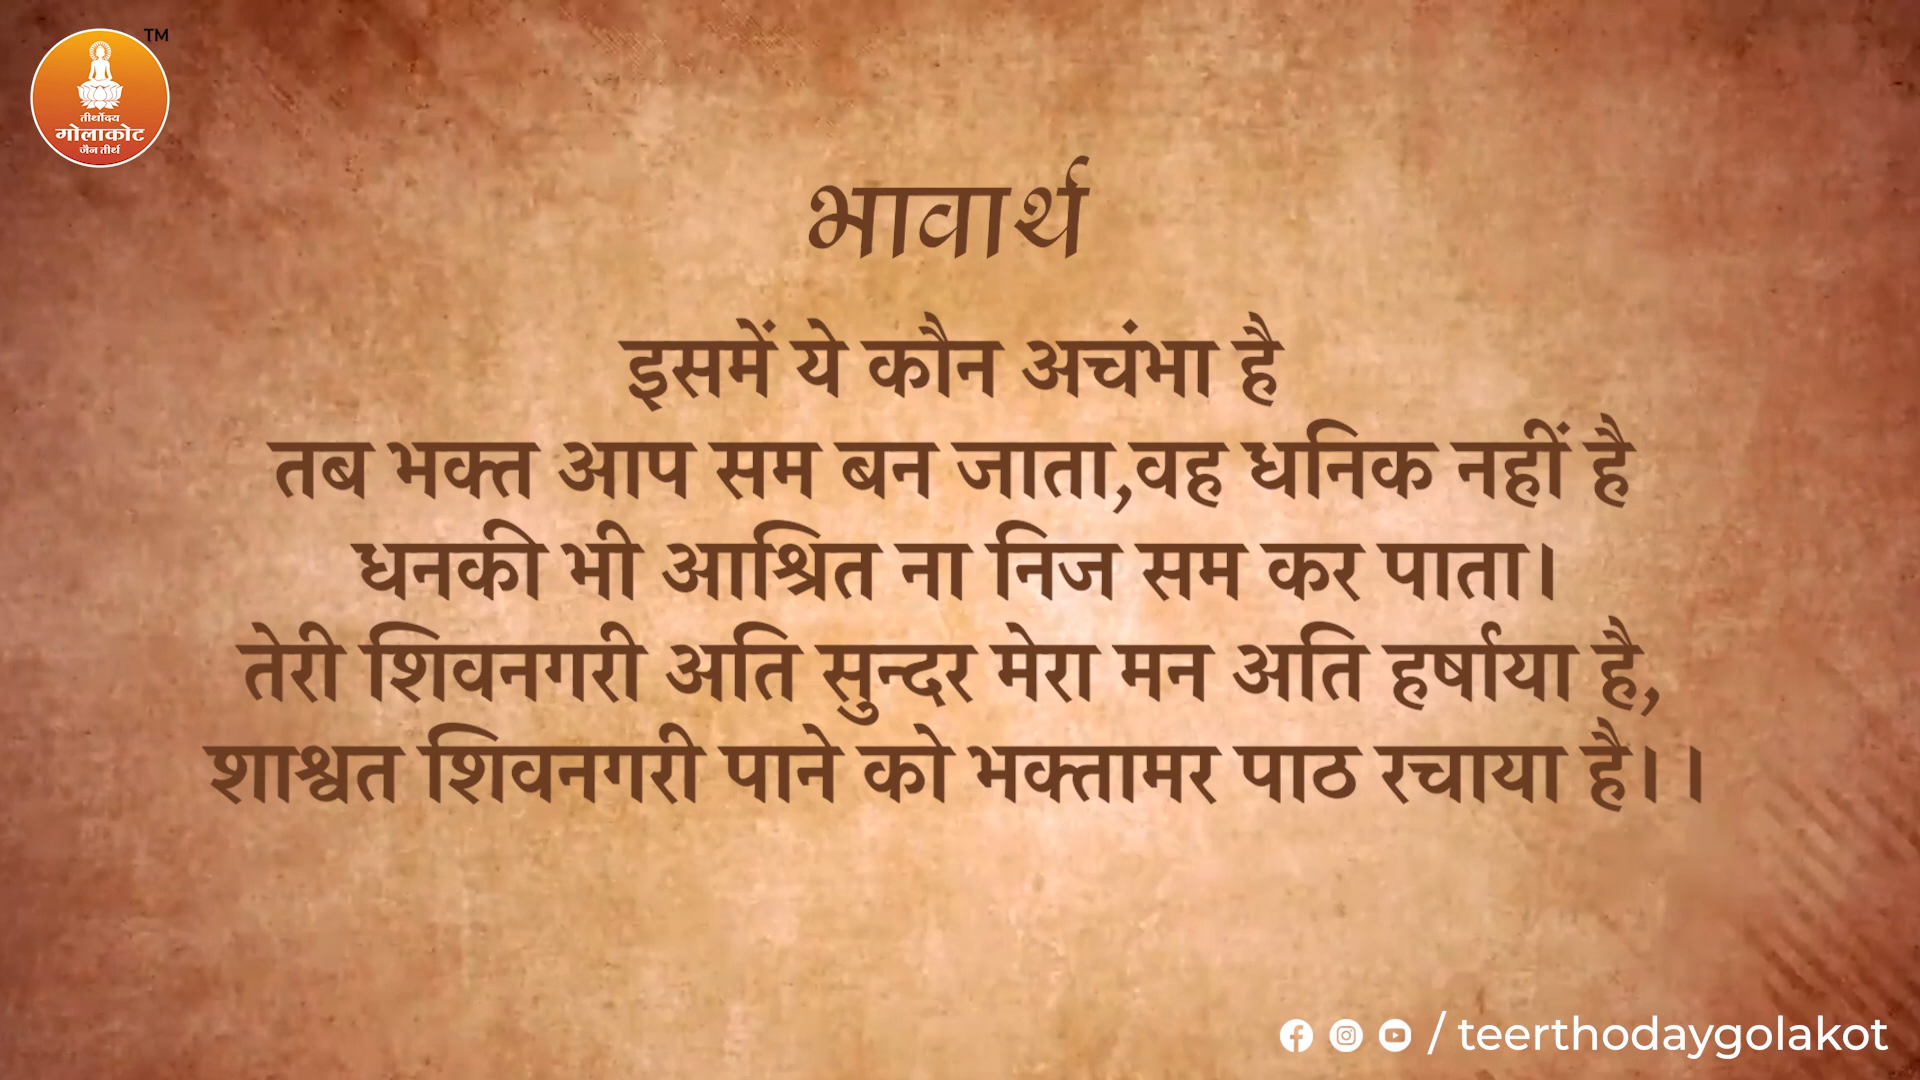 TM
तीर्थोदय
गोलाकोट
जैन तीर्थ
भावार्थ
इसमें ये कौन अचंभा है
तब भक्त आप सम बन जाता,वह धनिक नहीं है
धनकी भी आश्रित ना निज सम कर पाता।
तेरी शिवनगरी अति सुन्दर मेरा मन अति हर्षाया है,
शाश्वत शिवनगरी पाने को भक्तामर पाठ रचाया है।।
/ teerthodaygolakot